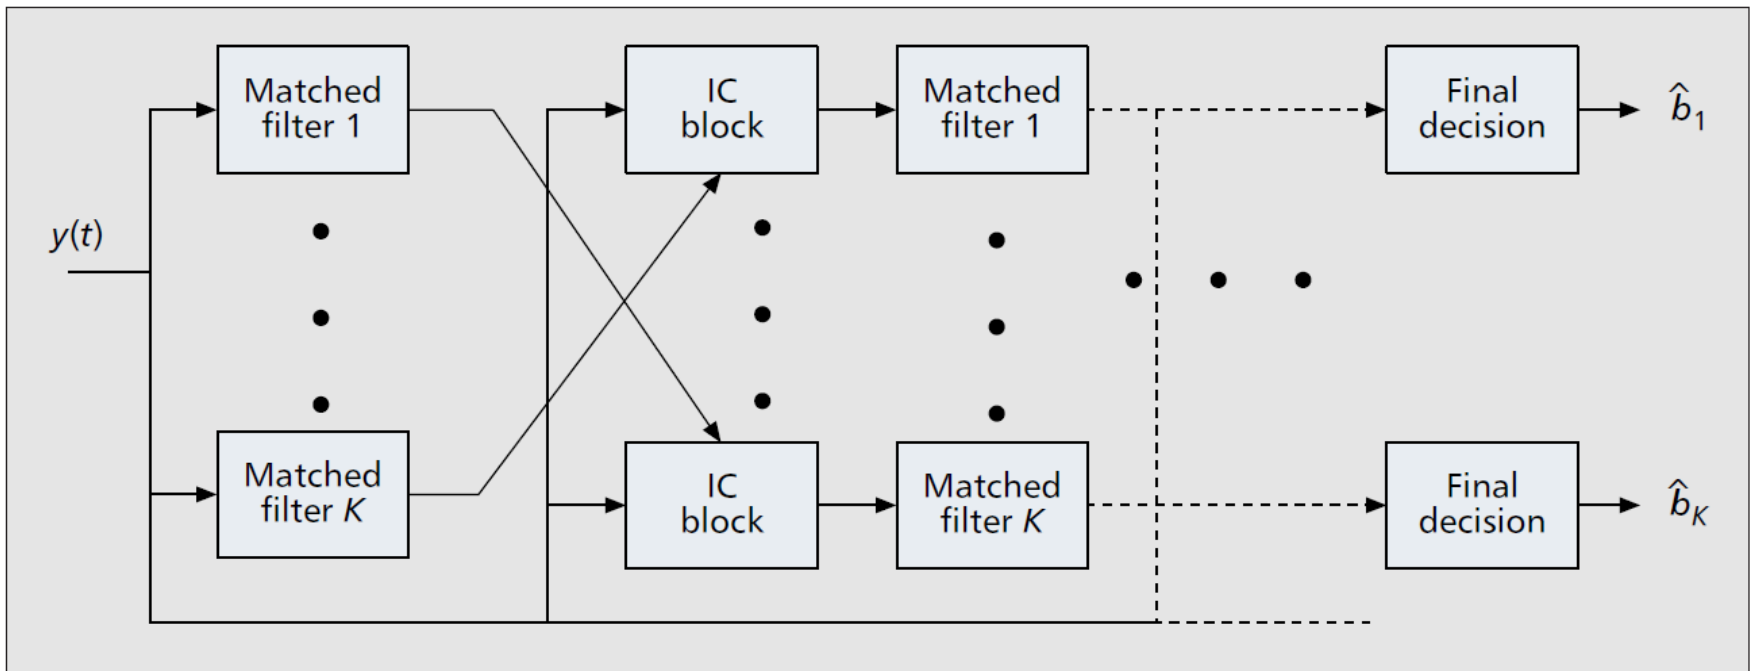 Matched
filter 1
IC
block
Matched
filter 1
Final
decision
b̂₁
y(t)
Matched
filter K
IC
block
Matched
filter K
Final
decision
b̂_K